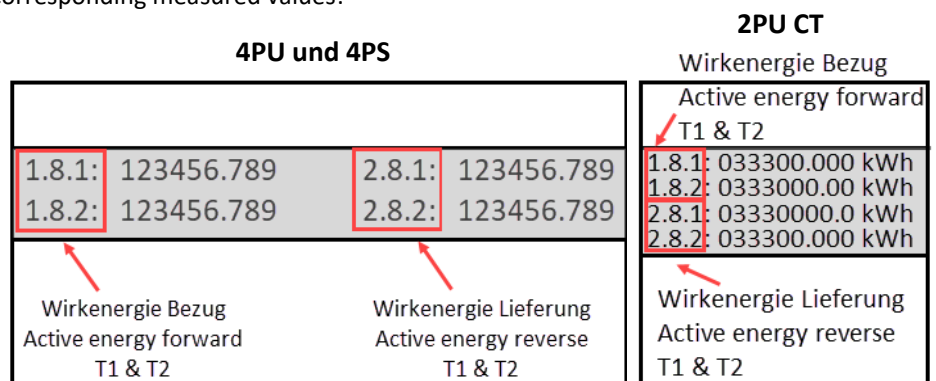 corresponding measured values:
4PU und 4PS
1.8.1: 123456.789 2.8.1: 123456.789
1.8.2: 123456.789 2.8.2: 123456.789
Wirkenergie Bezug
Active energy forward
T1 & T2
Wirkenergie Lieferung
Active energy reverse
T1 & T2
2PU CT
Wirkenergie Bezug
Active energy forward
T1 & T2
1.8.1: 033300.000 kWh
1.8.2: 0333000.00 kWh
2.8.1: 03330000.0 kWh
2.8.2: 033300.000 kWh
Wirkenergie Lieferung
Active energy reverse
T1 & T2